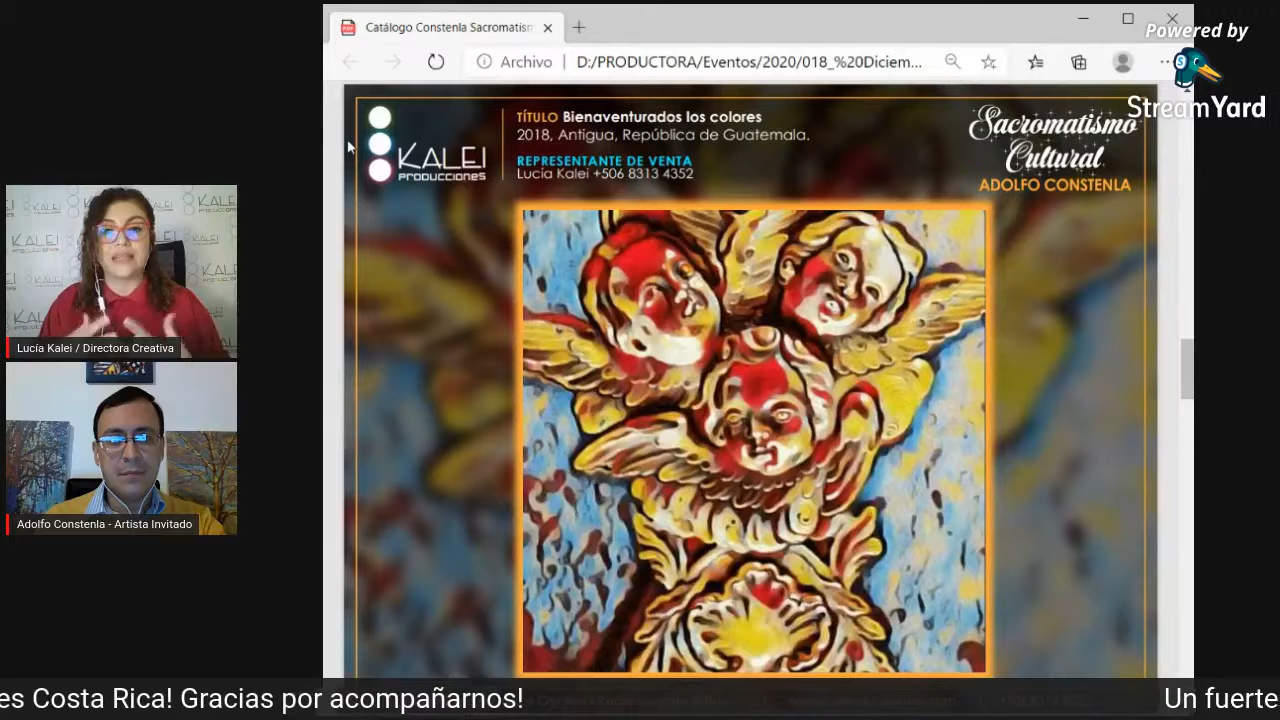 Catálogo Constenla Sacromatism
Archivo
D:/PRODUCTORA/Eventos/2020/018_%20Diciem...
Powered by
StreamYard
KALEI
PRODUCCIONES
TÍTULO Bienaventurados los colores
2018, Antigua, República de Guatemala.
REPRESENTANTE DE VENTA
Lucía Kalei +506 8313 4352
Sacromatismo
Cultural
ADOLFO CONSTENLA
Lucía Kalei / Directora Creativa
Adolfo Constenla - Artista Invitado
es Costa Rica! Gracias por acompañarnos!
Un fuerte